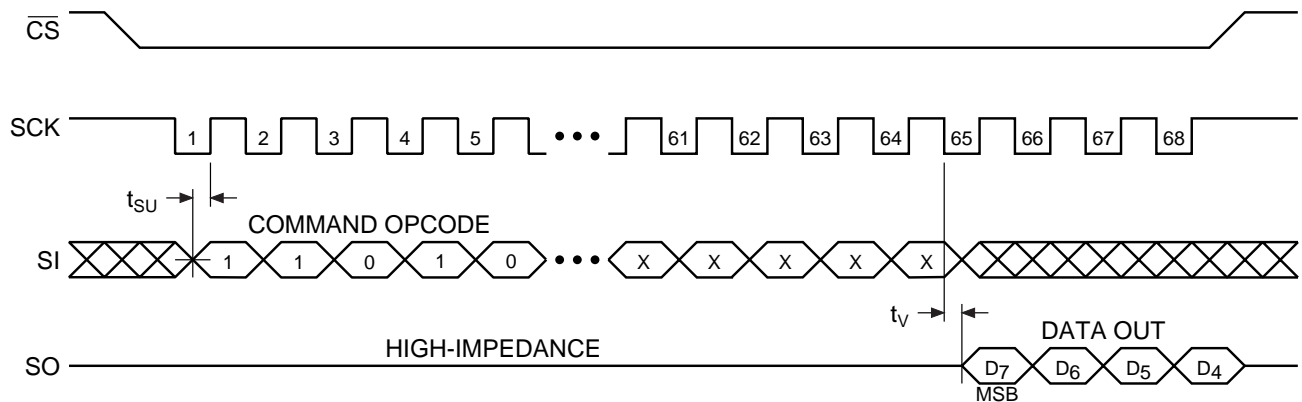 CS
SCK 1 2 3 4 5 ••• 61 62 63 64 65 66 67 68
tSU
COMMAND OPCODE
SI 1 1 0 1 0 ••• X X X X X
tV
DATA OUT
HIGH-IMPEDANCE
SO D7 D6 D5 D4
MSB